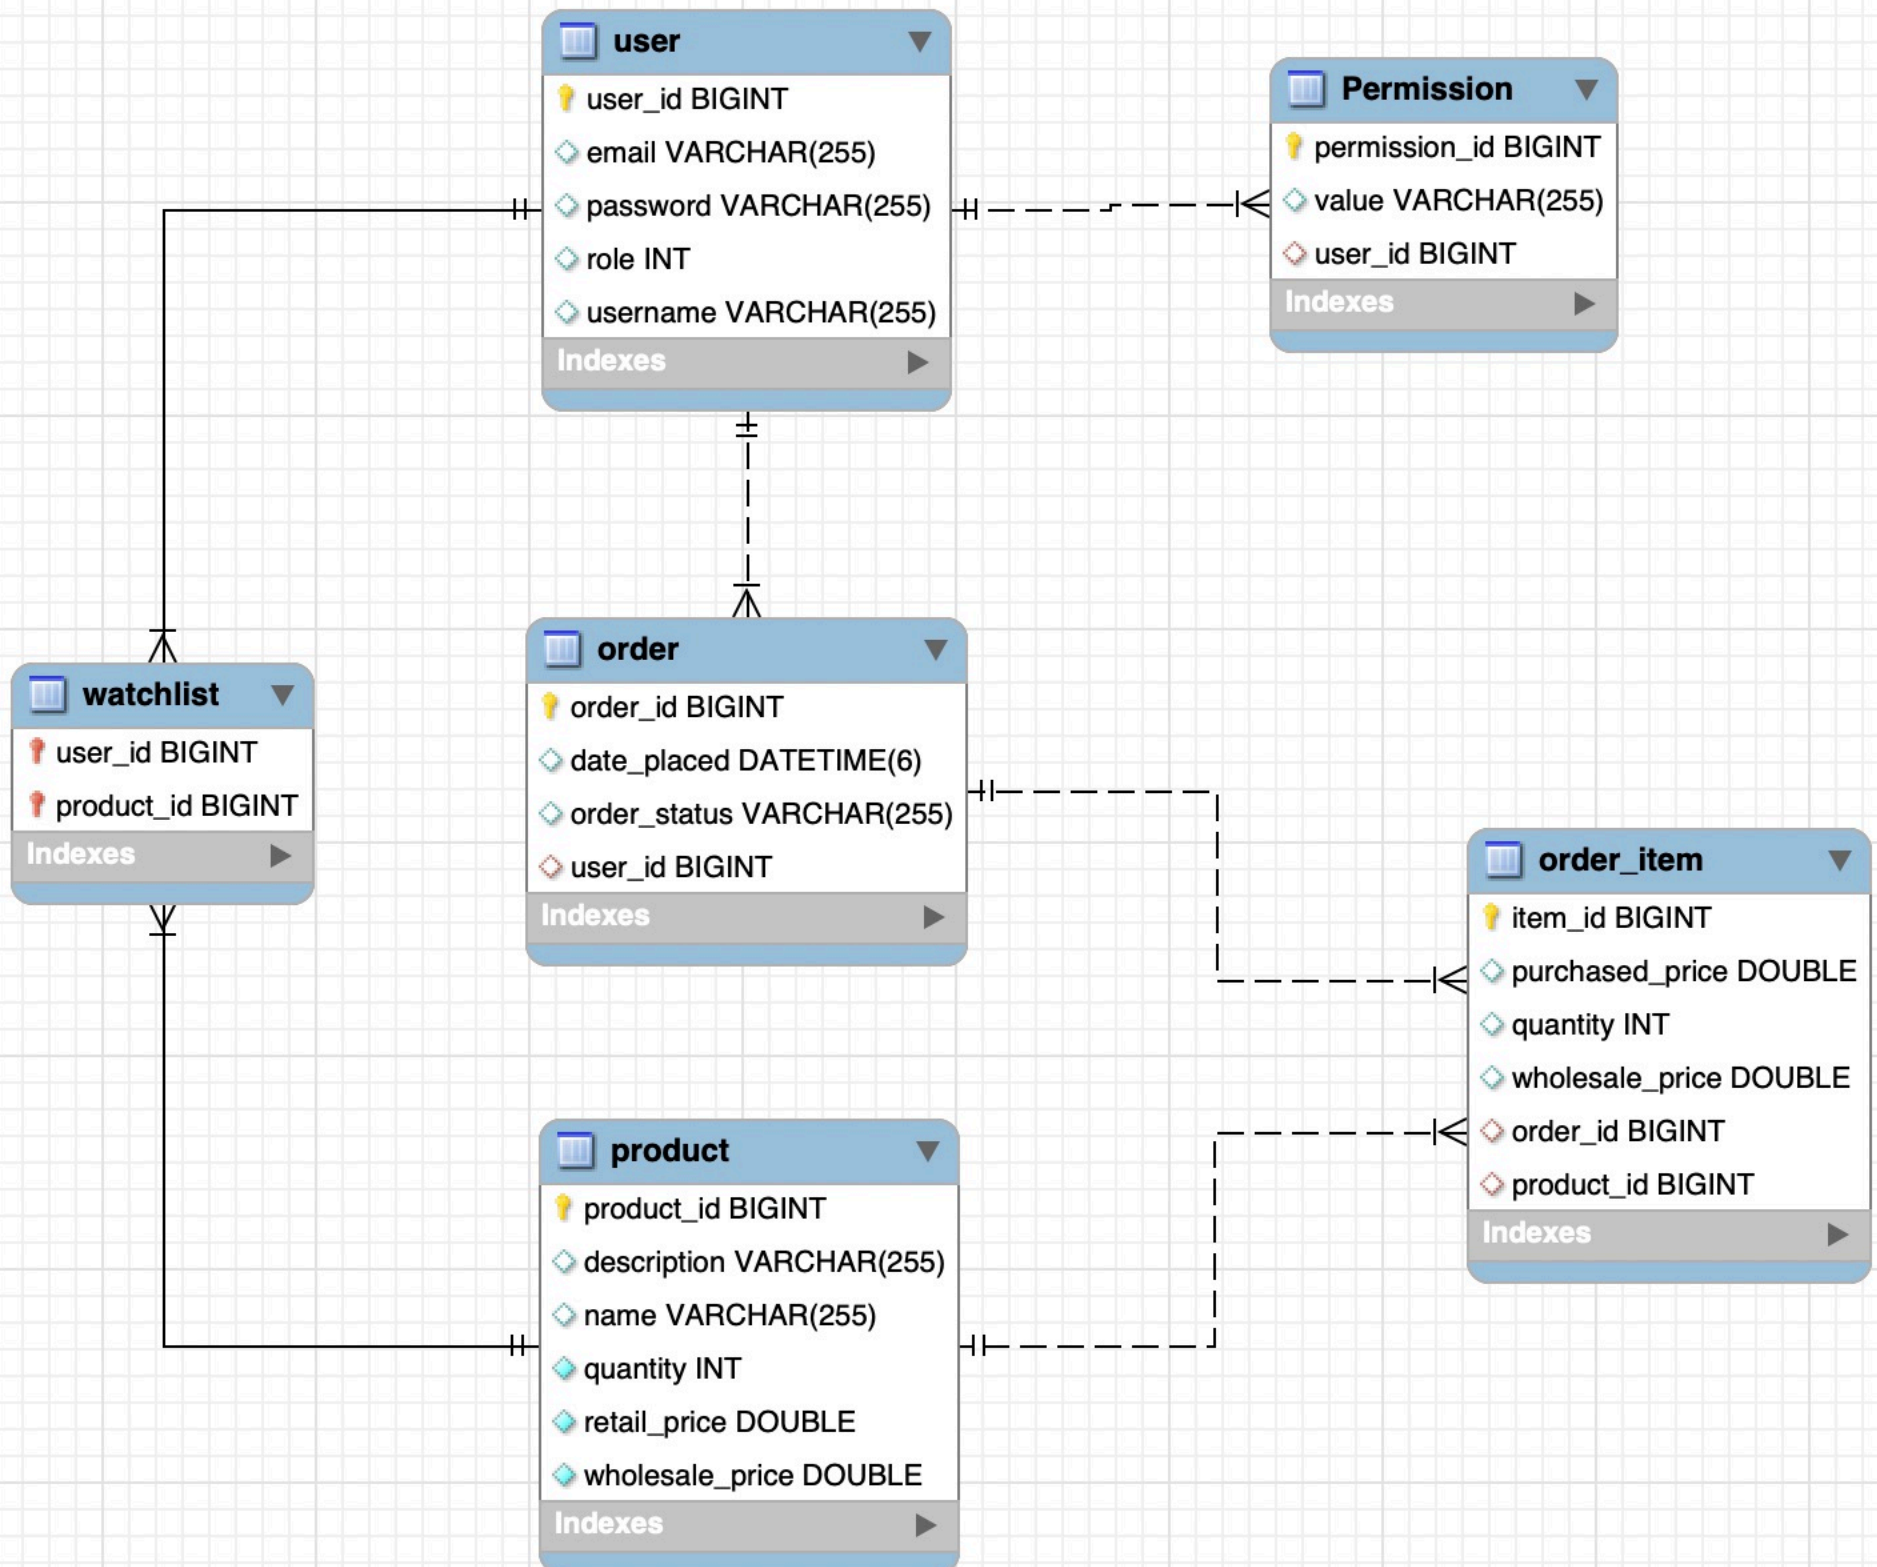 user
user_id BIGINT
email VARCHAR(255)
password VARCHAR(255)
role INT
username VARCHAR(255)
Indexes
Permission
permission_id BIGINT
value VARCHAR(255)
user_id BIGINT
Indexes
watchlist
user_id BIGINT
product_id BIGINT
Indexes
order
order_id BIGINT
date_placed DATETIME(6)
order_status VARCHAR(255)
user_id BIGINT
Indexes
order_item
item_id BIGINT
purchased_price DOUBLE
quantity INT
wholesale_price DOUBLE
order_id BIGINT
product_id BIGINT
Indexes
product
product_id BIGINT
description VARCHAR(255)
name VARCHAR(255)
quantity INT
retail_price DOUBLE
wholesale_price DOUBLE
Indexes